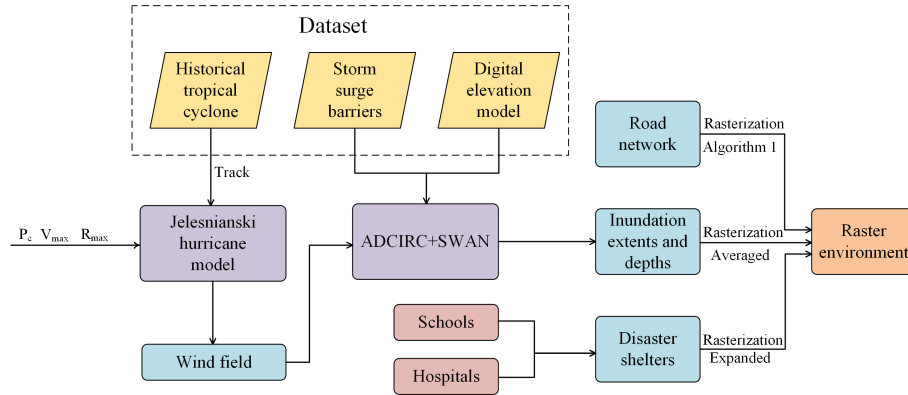 Dataset
Historical
tropical
cyclone
Storm
surge
barriers
Digital
elevation
model
Track
Road
network
Rasterization
Algorithm 1
Pc Vmax Rmax
Jelesnianski
hurricane
model
ADCIRC+SWAN
Inundation
extents and
depths
Rasterization
Averaged
Raster
environment
Schools
Hospitals
Disaster
shelters
Rasterization
Expanded
Wind field